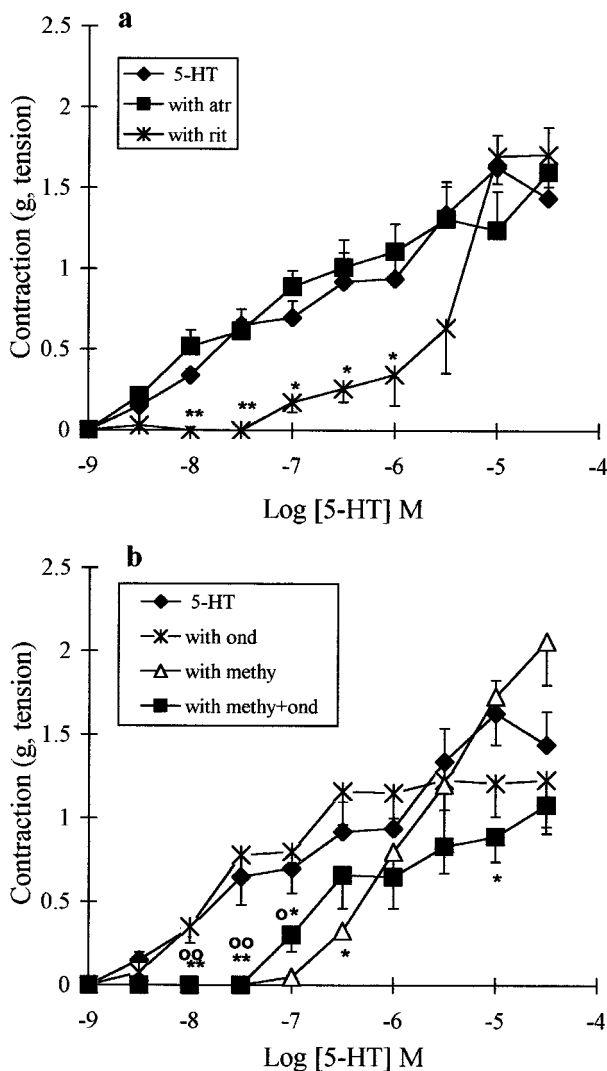 a
2.5
5-HT
with atr
with rit
2
1.5
1
0.5
0
** ** * * *
-9 -8 -7 -6 -5 -4
Contraction (g, tension)
Log [5-HT] M
b
2.5
5-HT
with ond
with methy
with methy+ond
2
1.5
1
0.5
0
oo oo o*
** ** * *
-9 -8 -7 -6 -5 -4
Contraction (g, tension)
Log [5-HT] M